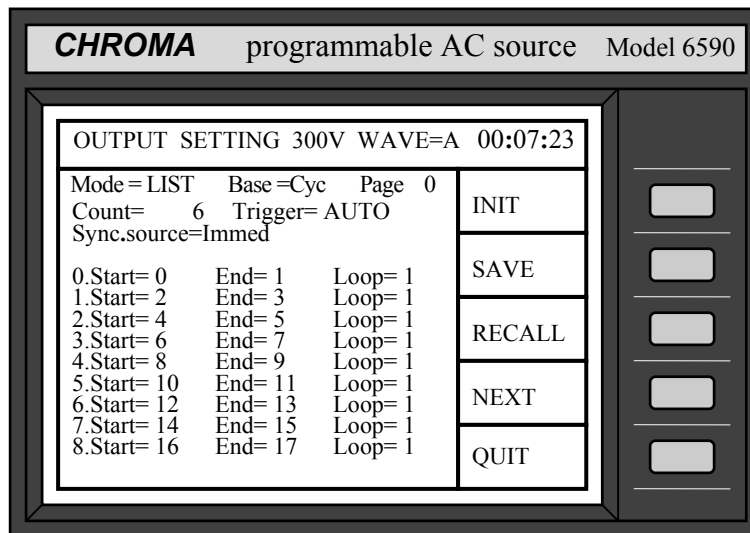 CHROMA programmable AC source Model 6590
OUTPUT SETTING 300V WAVE=A 00:07:23
Mode = LIST Base =Cyc Page 0
Count= 6 Trigger= AUTO
Sync.source=Immed
0.Start= 0 End= 1 Loop= 1
1.Start= 2 End= 3 Loop= 1
2.Start= 4 End= 5 Loop= 1
3.Start= 6 End= 7 Loop= 1
4.Start= 8 End= 9 Loop= 1
5.Start= 10 End= 11 Loop= 1
6.Start= 12 End= 13 Loop= 1
7.Start= 14 End= 15 Loop= 1
8.Start= 16 End= 17 Loop= 1
INIT
SAVE
RECALL
NEXT
QUIT